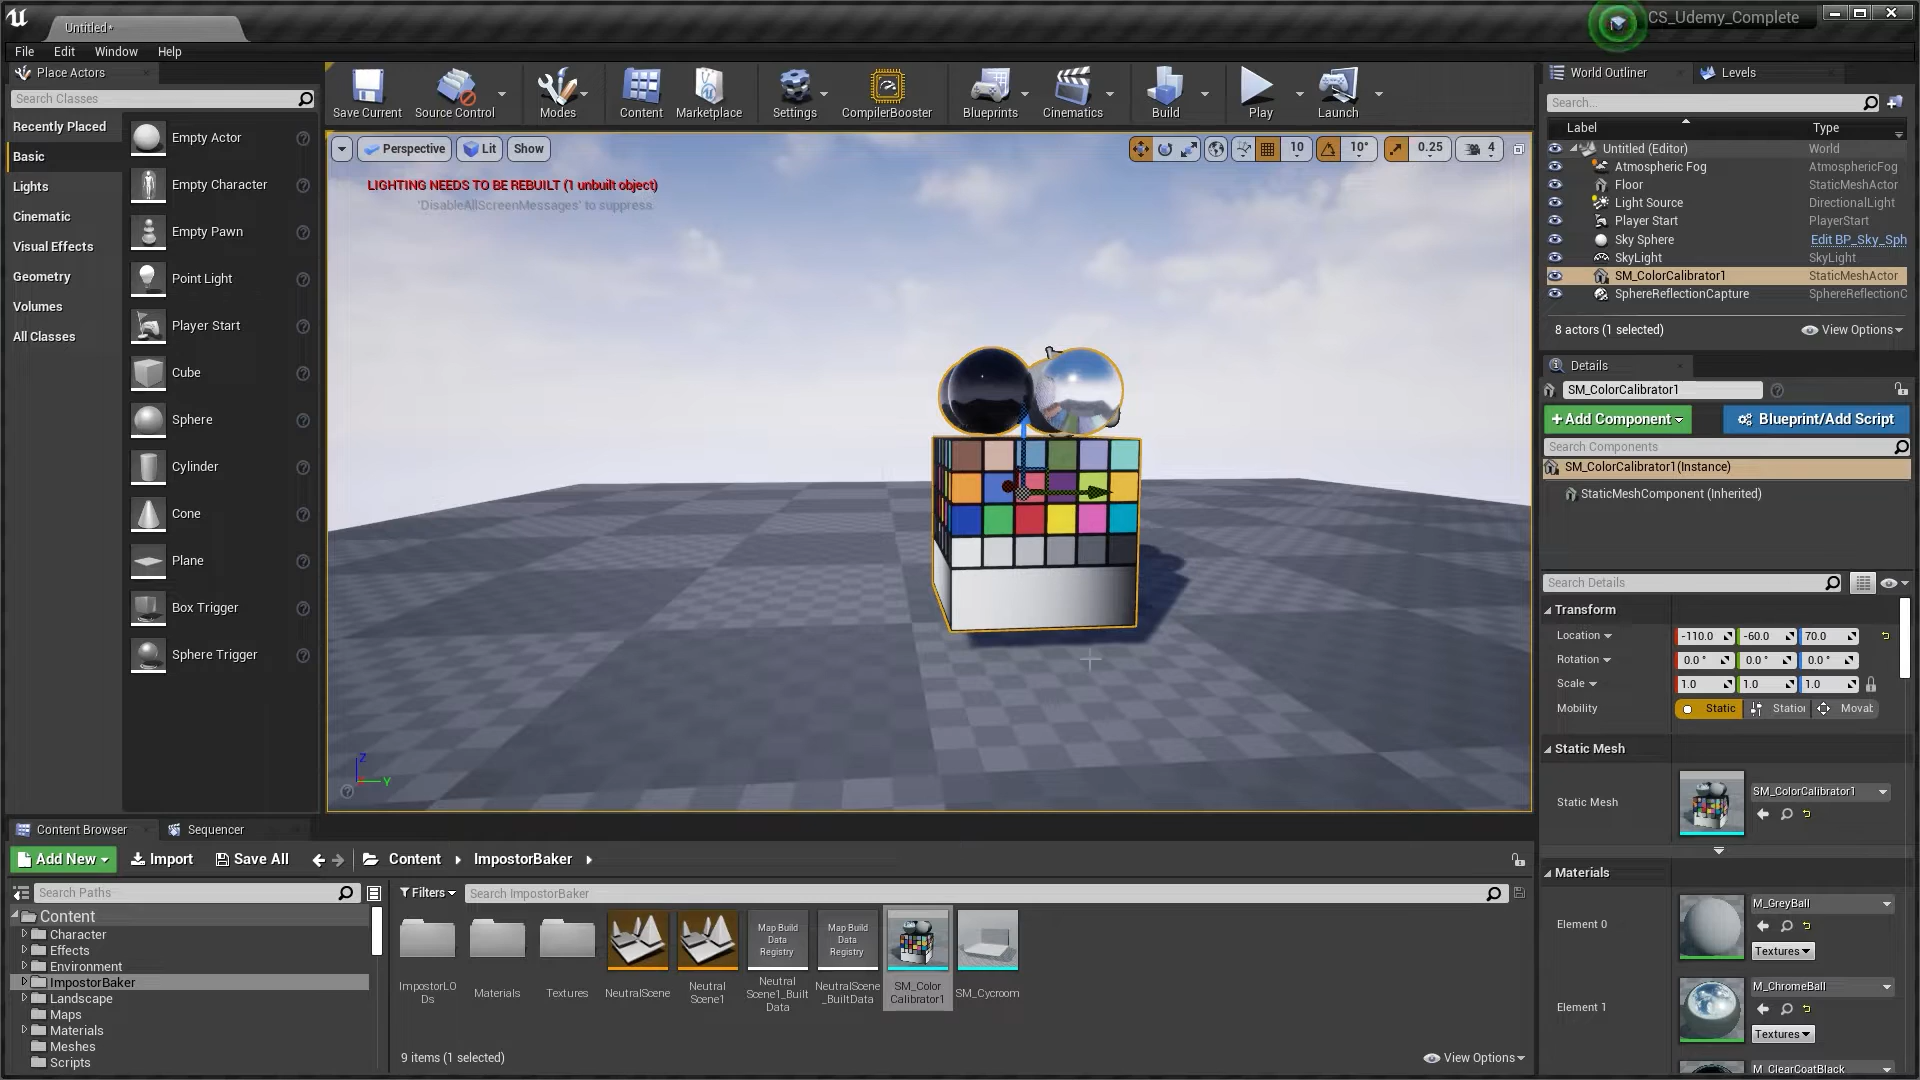 Untitled*
CS_Udemy_Complete
File Edit Window Help
Place Actors
Search Classes
Recently Placed
Basic
Lights
Cinematic
Visual Effects
Geometry
Volumes
All Classes
Empty Actor
Empty Character
Empty Pawn
Point Light
Player Start
Cube
Sphere
Cylinder
Cone
Plane
Box Trigger
Sphere Trigger
Save Current Source Control Modes Content Marketplace Settings CompilerBooster Blueprints Cinematics Build Play Launch
Perspective Lit Show
10 10° 0.25 4
LIGHTING NEEDS TO BE REBUILT (1 unbuilt object)
'DisableAllScreenMessages' to suppress
Z
Y
World Outliner Levels
Search...
Label Type
Untitled (Editor) World
Atmospheric Fog AtmosphericFog
Floor StaticMeshActor
Light Source DirectionalLight
Player Start PlayerStart
Sky Sphere Edit BP_Sky_Sph
SkyLight SkyLight
SM_ColorCalibrator1 StaticMeshActor
SphereReflectionCapture SphereReflectionC
8 actors (1 selected) View Options
Details
SM_ColorCalibrator1
+Add Component Blueprint/Add Script
Search Components
SM_ColorCalibrator1(Instance)
StaticMeshComponent (Inherited)
Search Details
Transform
Location -110.0 -60.0 70.0
Rotation 0.0 ° 0.0 ° 0.0 °
Scale 1.0 1.0 1.0
Mobility Static Station Movab
Static Mesh
Static Mesh SM_ColorCalibrator1
Materials
Element 0 M_GreyBall
Textures
Element 1 M_ChromeBall
Textures
M_ClearCoatBlack
Content Browser Sequencer
Add New Import Save All Content ImpostorBaker
Search Paths
Filters Search ImpostorBaker
Content
Character
Effects
Environment
ImpostorBaker
Landscape
Maps
Materials
Meshes
Scripts
Map Build
Data
Registry
Map Build
Data
Registry
ImpostorLO
Ds
Materials
Textures
NeutralScene
Neutral
Scene1
Neutral
Scene1_Built
Data
NeutralScene
_BuiltData
SM_Color
Calibrator1
SM_Cycroom
9 items (1 selected) View Options